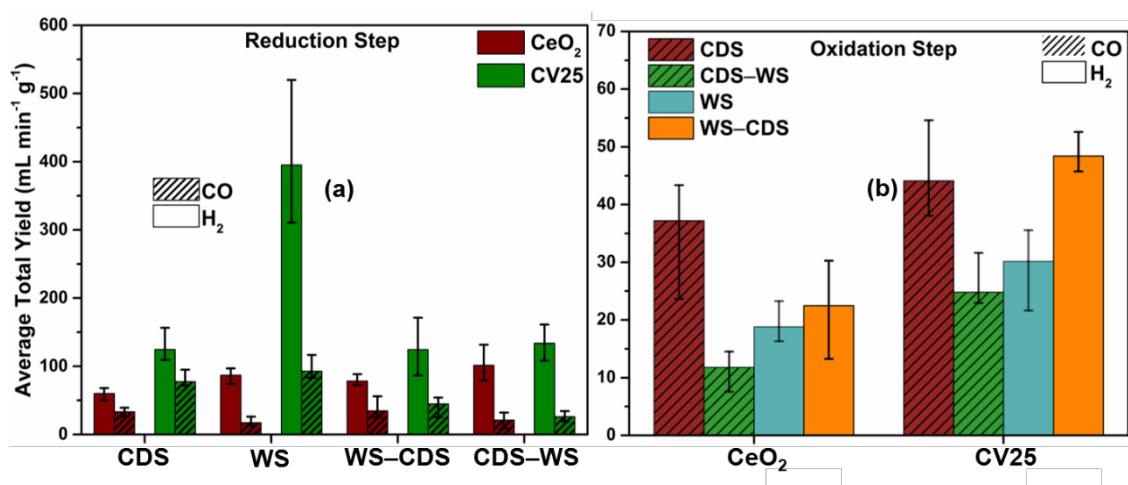 Average Total Yield (mL min⁻¹ g⁻¹)
600
500
400
300
200
100
0
Reduction Step
CeO₂
CV25
CO
H₂
(a)
CDS
WS
WS–CDS
CDS–WS
70
60
50
40
30
20
10
0
CDS
CDS–WS
WS
WS–CDS
Oxidation Step
CO
H₂
(b)
CeO₂
CV25